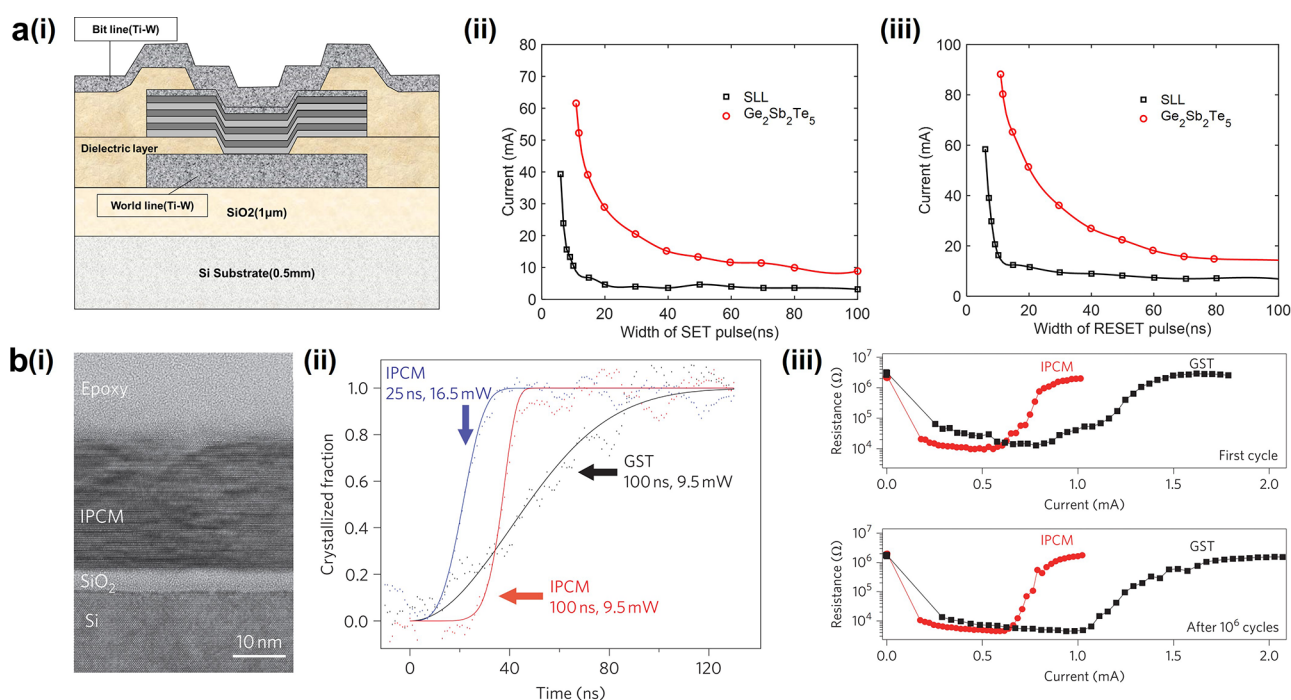 a(i)
Bit line(Ti-W)
Dielectric layer
World line(Ti-W)
SiO2(1μm)
Si Substrate(0.5mm)
(ii)
80
70
60
50
40
30
20
10
0
Current (mA)
SLL
Ge2Sb2Te5
0 20 40 60 80 100
Width of SET pulse(ns)
(iii)
100
80
60
40
20
0
Current (mA)
SLL
Ge2Sb2Te5
0 20 40 60 80 100
Width of RESET pulse(ns)
b(i)
Epoxy
IPCM
SiO2
Si
10 nm
(ii)
1.0
0.8
0.6
0.4
0.2
0.0
Crystallized fraction
IPCM
25 ns, 16.5 mW
GST
100 ns, 9.5 mW
IPCM
100 ns, 9.5 mW
0 40 80 120
Time (ns)
(iii)
10^7
10^6
10^5
10^4
10^3
Resistance (Ω)
IPCM
GST
First cycle
0.0 0.5 1.0 1.5 2.0
Current (mA)
10^7
10^6
10^5
10^4
Resistance (Ω)
IPCM
GST
After 10^6 cycles
0.0 0.5 1.0 1.5 2.0
Current (mA)